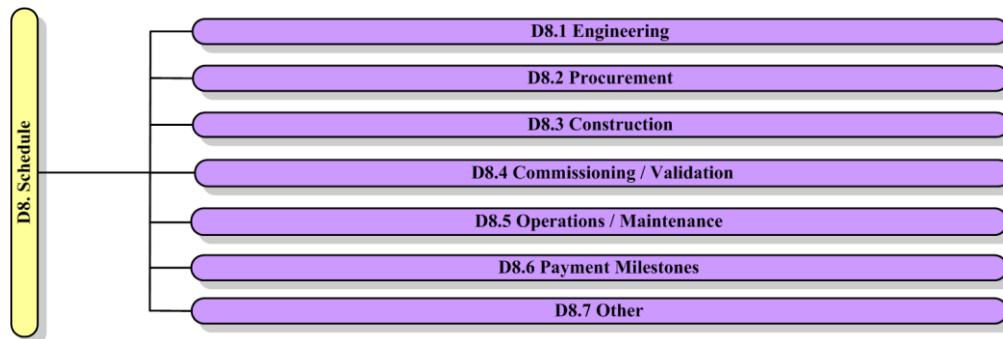 D8. Schedule
D8.1 Engineering
D8.2 Procurement
D8.3 Construction
D8.4 Commissioning / Validation
D8.5 Operations / Maintenance
D8.6 Payment Milestones
D8.7 Other